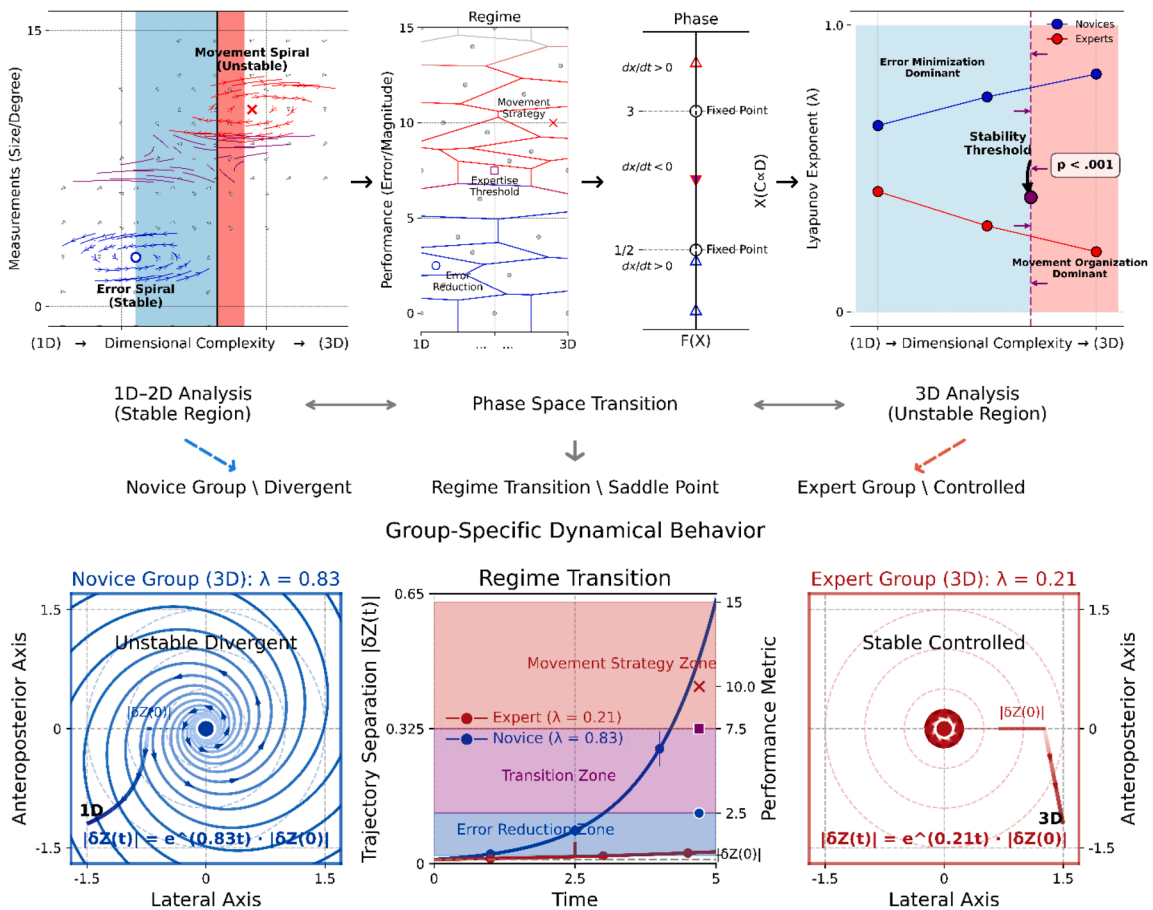 15
0
Measurements (Size/Degree)
Movement Spiral
(Unstable)
Error Spiral
(Stable)
(1D) → Dimensional Complexity → (3D)
→
Regime
15
10
5
0
Performance (Error/Magnitude)
Movement
Strategy
Expertise
Threshold
Error
Reduction
1D ... ... 3D
→
Phase
dx/dt > 0
3
Fixed Point
dx/dt < 0
1/2
Fixed Point
dx/dt > 0
F(X)
X(C∝D)
→
1.0
0
Lyapunov Exponent (λ)
Novices
Experts
Error Minimization
Dominant
Stability
Threshold
p < .001
Movement Organization
Dominant
(1D) → Dimensional Complexity → (3D)
1D–2D Analysis
(Stable Region)
Phase Space Transition
3D Analysis
(Unstable Region)
Novice Group \ Divergent
Regime Transition \ Saddle Point
Expert Group \ Controlled
Group-Specific Dynamical Behavior
Novice Group (3D): λ = 0.83
Anteroposterior Axis
1.5
0
-1.5
Unstable Divergent
|δZ(0)|
1D
|δZ(t)| = e^(0.83t) · |δZ(0)|
-1.5 0 1.5
Lateral Axis
Regime Transition
Trajectory Separation |δZ(t)|
0.65
0.325
0
Movement Strategy Zone
Expert (λ = 0.21)
Novice (λ = 0.83)
Transition Zone
Error Reduction Zone
15
10.0
7.5
2.5
|δZ(0)|
Performance Metric
0 2.5 5
Time
Expert Group (3D): λ = 0.21
Stable Controlled
|δZ(0)|
3D
|δZ(t)| = e^(0.21t) · |δZ(0)|
1.5
0
-1.5
Anteroposterior Axis
-1.5 0 1.5
Lateral Axis